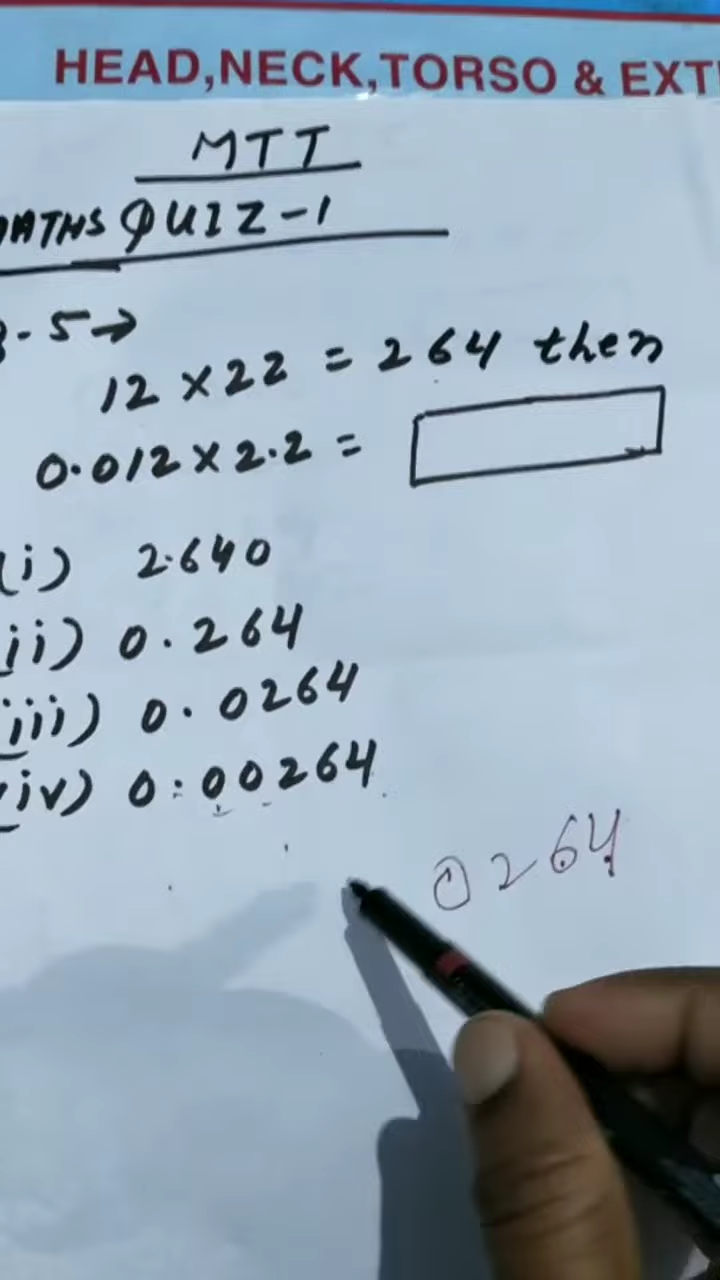 HEAD,NECK,TORSO & EXT
MTT
MATHS QUIZ-1
3-5→
12 × 22 = 264 then
0.012 × 2.2 =
(i) 2.640
(ii) 0.264
(iii) 0.0264
(iv) 0.00264
0264